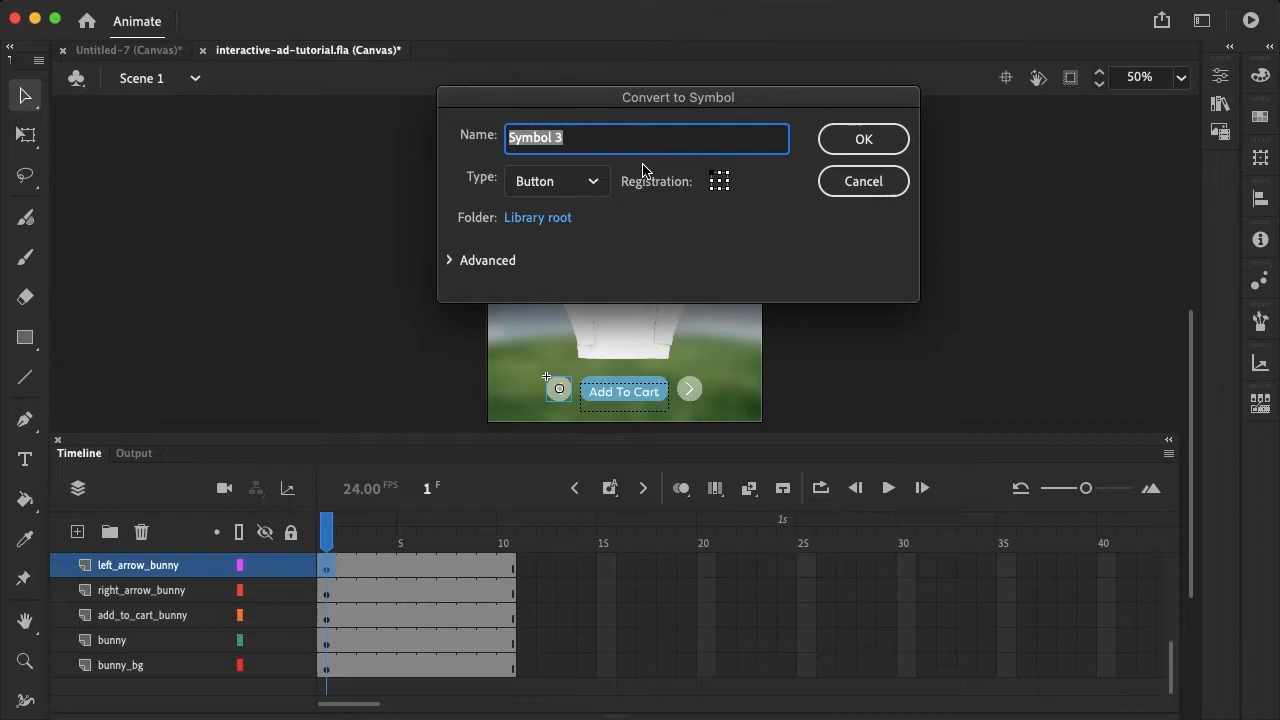 Animate
Untitled-7 (Canvas)*
interactive-ad-tutorial.fla (Canvas)*
1
Scene 1
50%
Convert to Symbol
Name:
Symbol 3
OK
Type:
Button
Registration:
Cancel
Folder:
Library root
Advanced
Add To Cart
Timeline
Output
24.00 FPS
1 F
1s
5
10
15
20
25
30
35
40
left_arrow_bunny
right_arrow_bunny
add_to_cart_bunny
bunny
bunny_bg